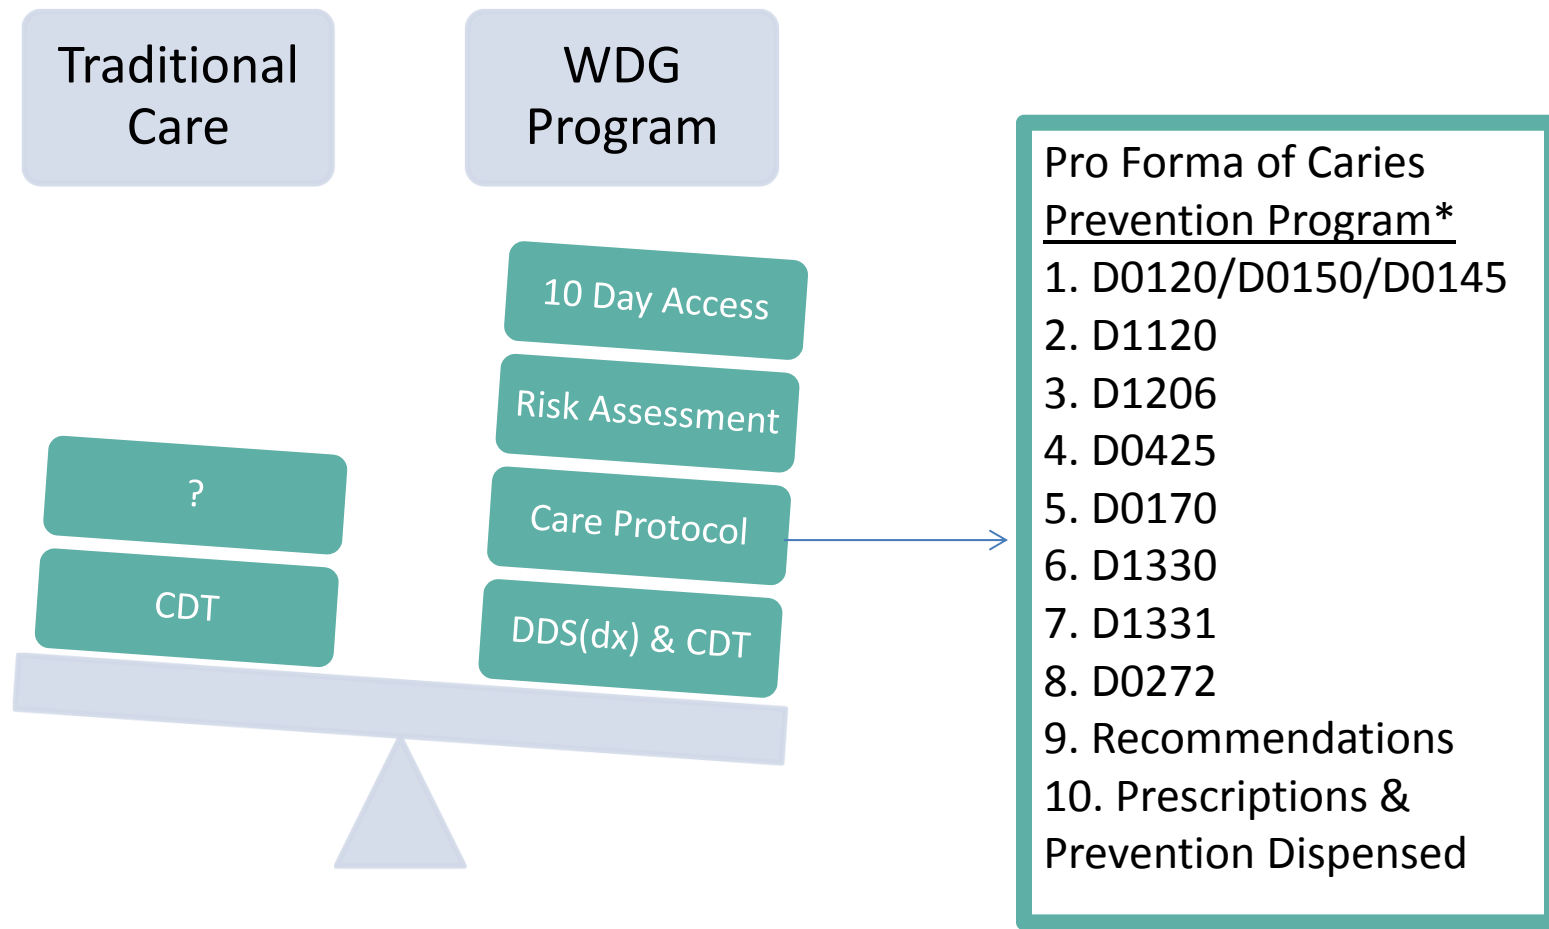 Traditional
Care
WDG
Program
10 Day Access
Risk Assessment
Care Protocol
DDS(dx) & CDT
?
CDT
Pro Forma of Caries
Prevention Program*
1. D0120/D0150/D0145
2. D1120
3. D1206
4. D0425
5. D0170
6. D1330
7. D1331
8. D0272
9. Recommendations
10. Prescriptions &
Prevention Dispensed